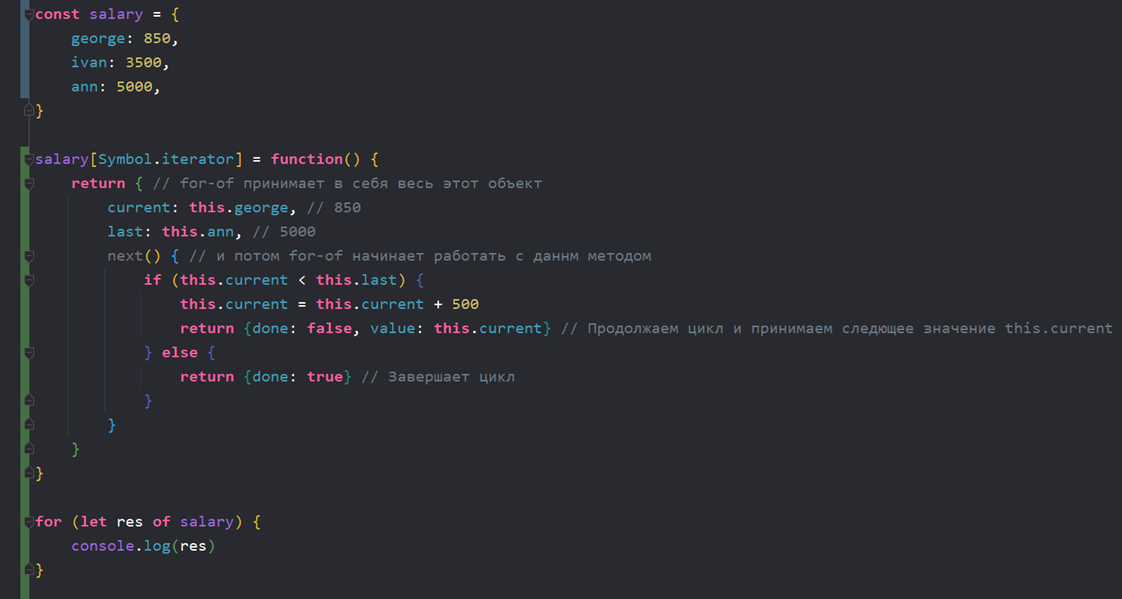 const salary = {
    george: 850,
    ivan: 3500,
    ann: 5000,
}
salary[Symbol.iterator] = function() {
    return { // for-of принимает в себя весь этот объект
        current: this.george, // 850
        last: this.ann, // 5000
        next() { // и потом for-of начинает работать с даннм методом
            if (this.current < this.last) {
                this.current = this.current + 500
                return {done: false, value: this.current} // Продолжаем цикл и принимаем следющее значение this.current
            } else {
                return {done: true} // Завершает цикл
            }
        }
    }
}
for (let res of salary) {
    console.log(res)
}